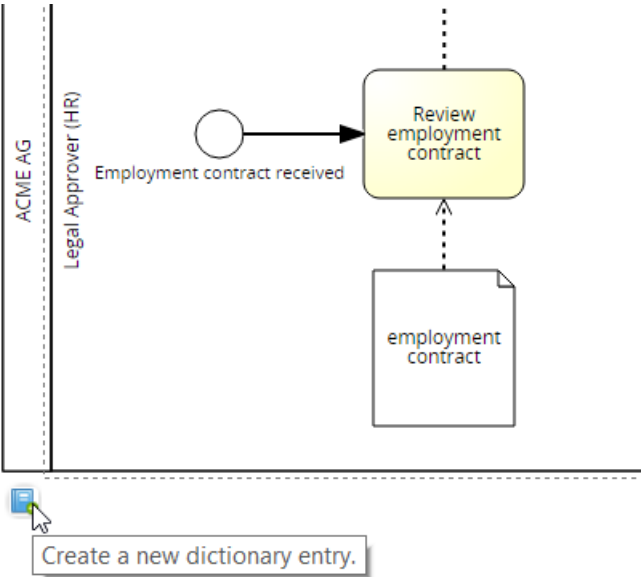 ACME AG
Legal Approver (HR)
Employment contract received
Review
employment
contract
employment
contract
Create a new dictionary entry.